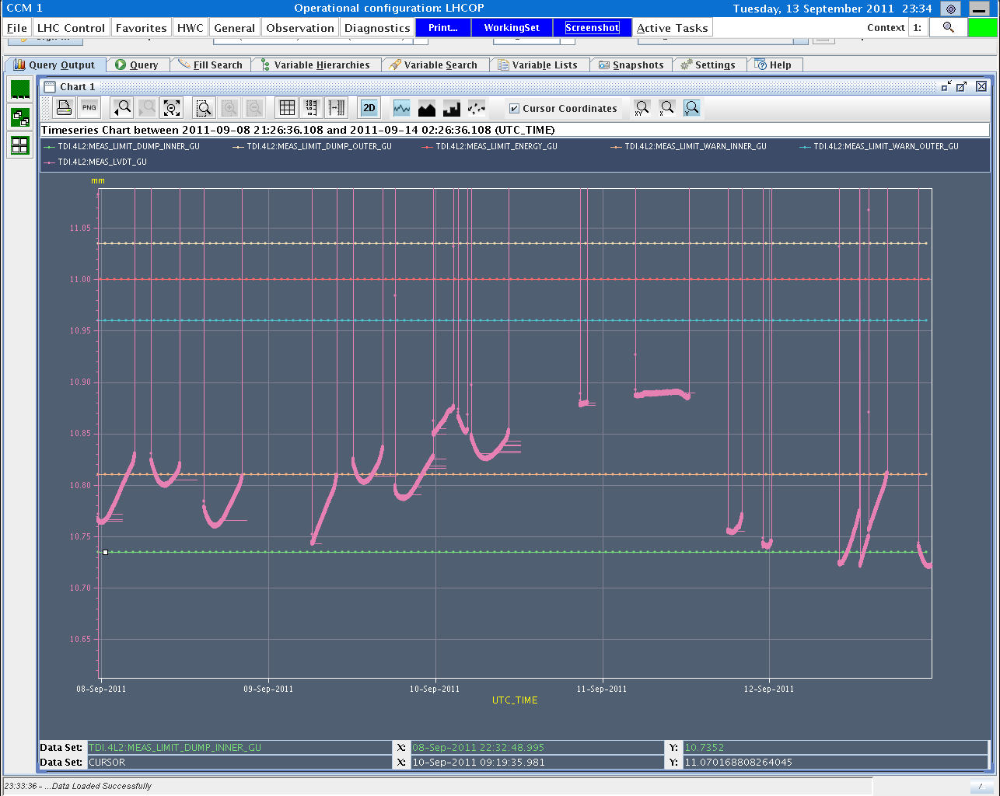 CCM 1 Operational configuration: LHCOP Tuesday, 13 September 2011 23:34
File LHC Control Favorites HWC General Observation Diagnostics Print... WorkingSet Screenshot Active Tasks Context 1:
Query Output Query Fill Search Variable Hierarchies Variable Search Variable Lists Snapshots Settings Help
Chart 1
PNG 2D Cursor Coordinates XY X Y
Timeseries Chart between 2011-09-08 21:26:36.108 and 2011-09-14 02:26:36.108 (UTC_TIME)
TDI.4L2:MEAS_LIMIT_DUMP_INNER_GU TDI.4L2:MEAS_LIMIT_DUMP_OUTER_GU TDI.4L2:MEAS_LIMIT_ENERGY_GU TDI.4L2:MEAS_LIMIT_WARN_INNER_GU TDI.4L2:MEAS_LIMIT_WARN_OUTER_GU
TDI.4L2:MEAS_LVDT_GU
mm
11.05
11.00
10.95
10.90
10.85
10.80
10.75
10.70
10.65
08-Sep-2011 09-Sep-2011 10-Sep-2011 11-Sep-2011 12-Sep-2011
UTC_TIME
Data Set: TDI.4L2:MEAS_LIMIT_DUMP_INNER_GU X: 08-Sep-2011 22:32:48.995 Y: 10.7352
Data Set: CURSOR X: 10-Sep-2011 09:19:35.981 Y: 11.070168808264045
23:33:36 - ...Data Loaded Successfully